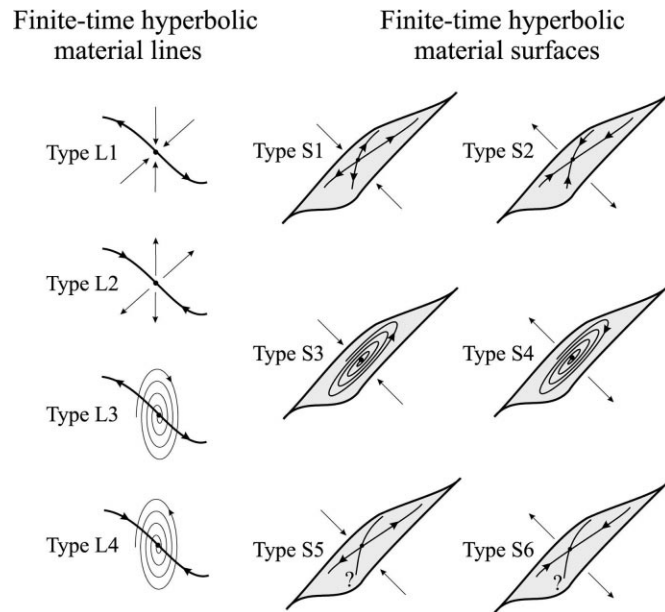 Finite-time hyperbolic
material lines
Finite-time hyperbolic
material surfaces
Type L1
Type S1
Type S2
Type L2
Type S3
Type S4
Type L3
Type L4
Type S5
?
Type S6
?